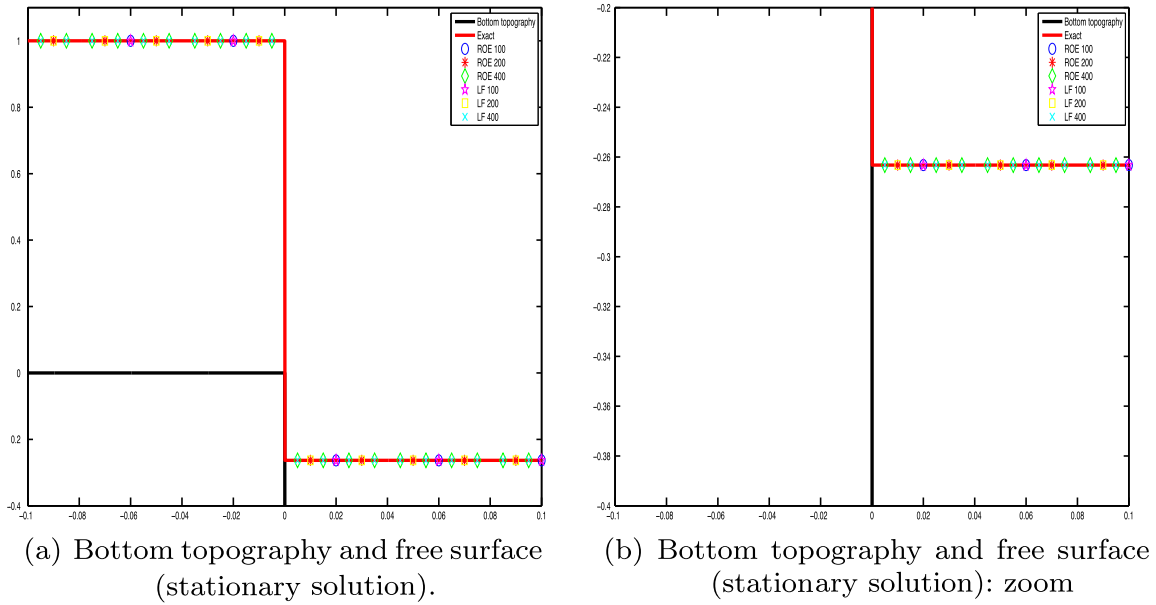 1
0.8
0.6
0.4
0.2
0
0.2
−0.4
−0.1
−0.08
−0.06
−0.04
−0.02
0
0.02
0.04
0.06
0.08
0.1
Bottom topography
Exact
ROE 100
ROE 200
ROE 400
LF 100
LF 200
LF 400
(a) Bottom topography and free surface
(stationary solution).
−0.2
−0.22
−0.24
−0.26
−0.28
−0.3
−0.32
−0.34
−0.36
−0.38
−0.4
−0.1
−0.08
−0.06
−0.04
−0.02
0
0.02
0.04
0.06
0.08
0.1
Bottom topography
Exact
ROE 100
ROE 200
ROE 400
LF 100
LF 200
LF 400
(b) Bottom topography and free surface
(stationary solution): zoom